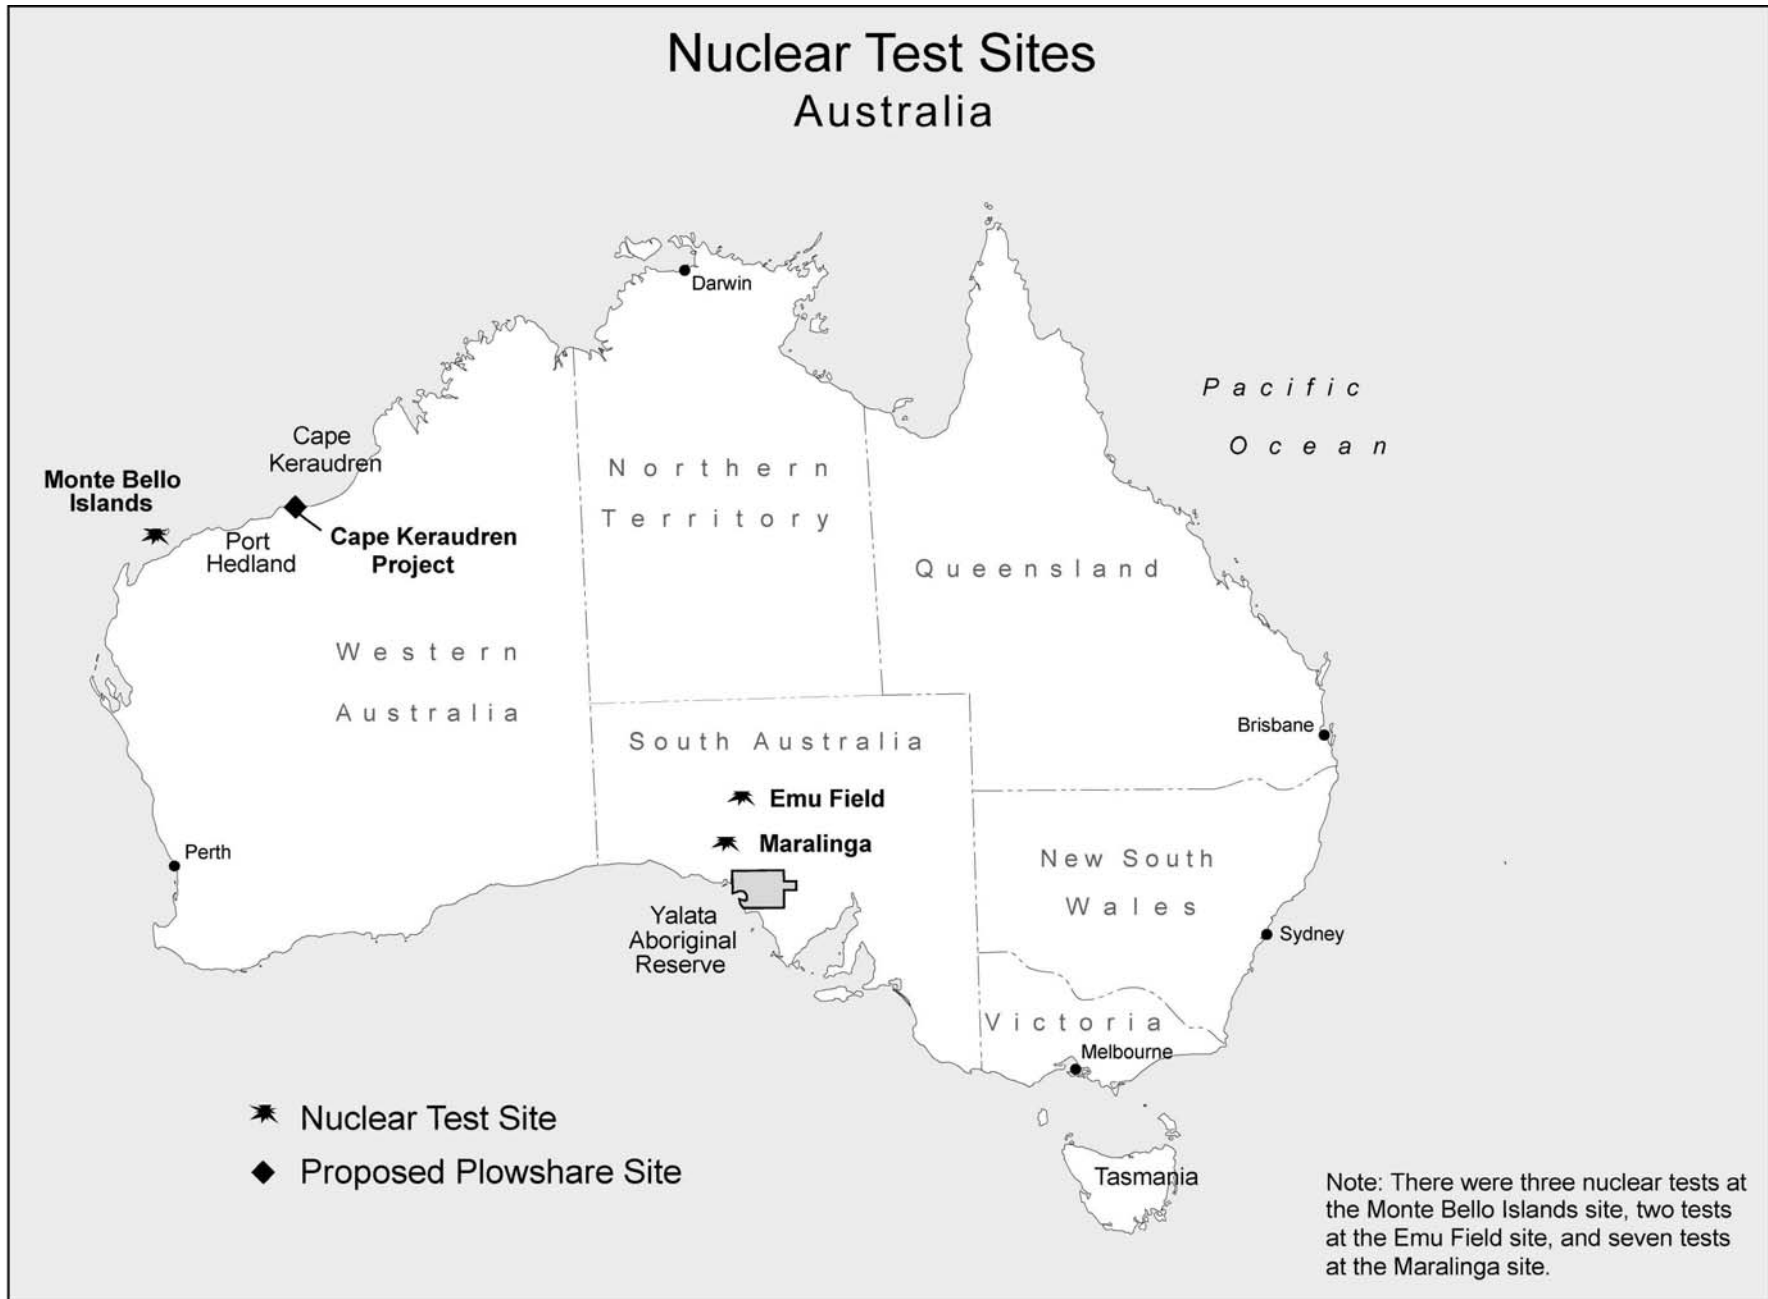 Nuclear Test Sites
Australia
Darwin
Pacific
Ocean
Cape
Keraudren
Monte Bello
Islands
Northern
Territory
Port
Hedland
Cape Keraudren
Project
Queensland
Western
Australia
South Australia
Brisbane
Emu Field
Maralinga
Perth
New South
Wales
Yalata
Aboriginal
Reserve
Sydney
Victoria
Melbourne
Nuclear Test Site
Proposed Plowshare Site
Tasmania
Note: There were three nuclear tests at
the Monte Bello Islands site, two tests
at the Emu Field site, and seven tests
at the Maralinga site.